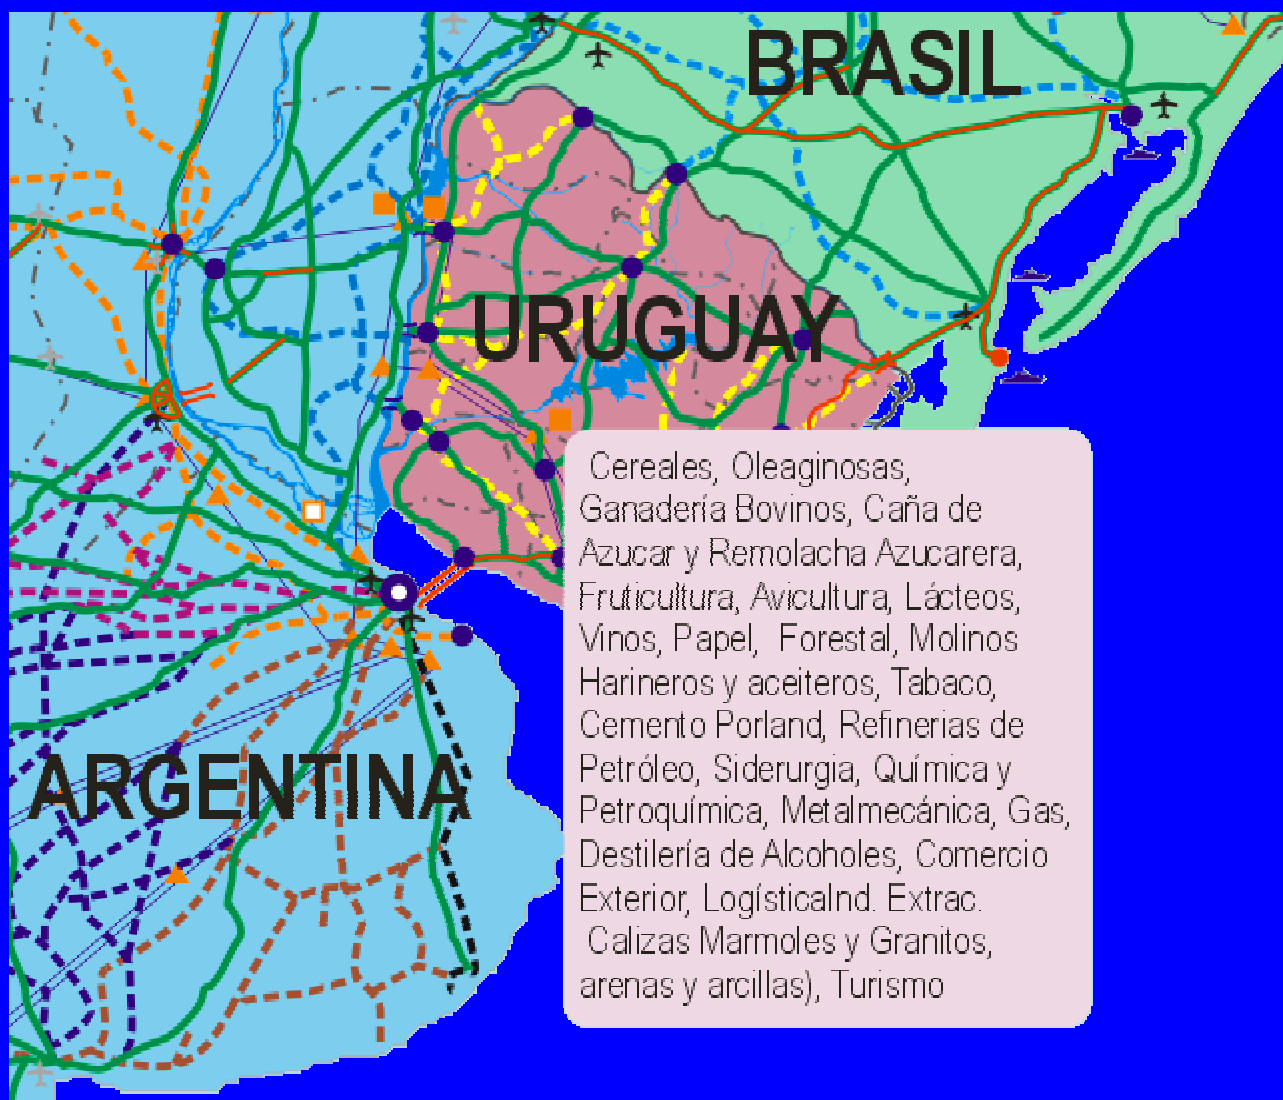 BRASIL
URUGUAY
Cereales, Oleaginosas,
Ganadería Bovinos, Caña de
Azucar y Remolacha Azucarera,
Fruticultura, Avicultura, Lácteos,
Vinos, Papel, Forestal, Molinos
Harineros y aceiteros, Tabaco,
Cemento Porland, Refinerias de
Petróleo, Siderurgia, Química y
Petroquímica, Metalmecánica, Gas,
Destilería de Alcoholes, Comercio
Exterior, LogísticaInd. Extrac.
Calizas Marmoles y Granitos,
arenas y arcillas), Turismo
ARGENTINA